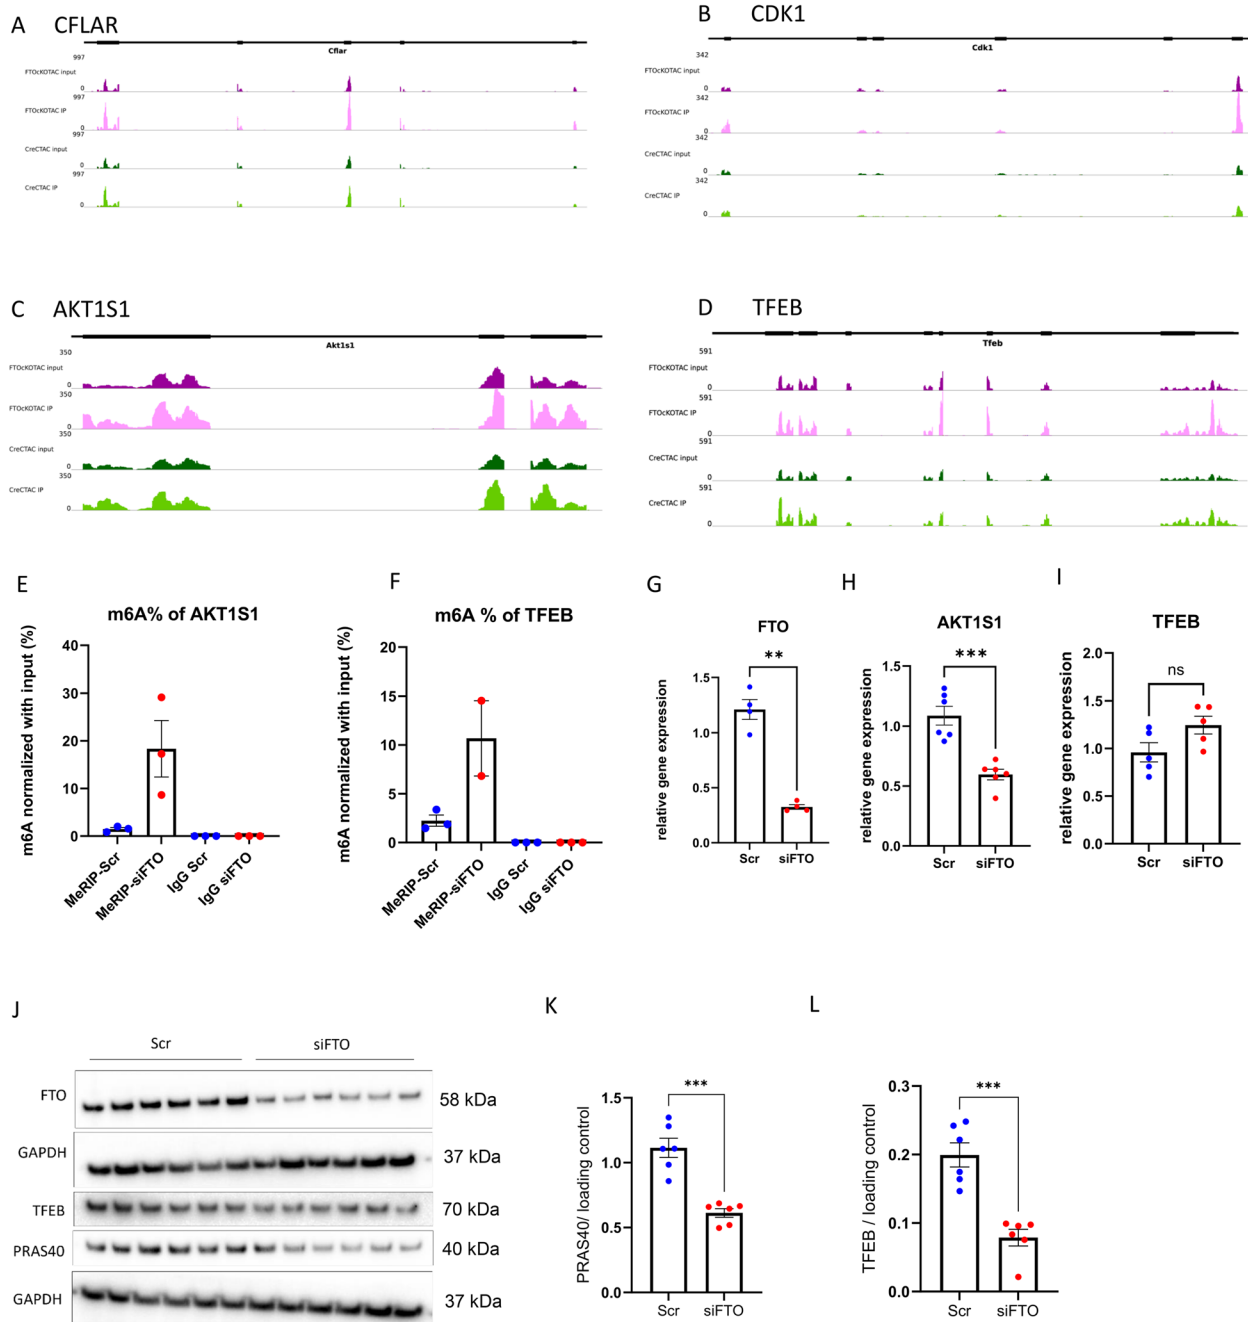 A CFLAR
Cflar
997
FTOcKOTAC input
0
997
FTOcKOTAC IP
0
997
CreCTAC input
0
997
CreCTAC IP
0
B CDK1
Cdk1
342
FTOcKOTAC input
0
342
FTOcKOTAC IP
0
342
CreCTAC input
0
342
CreCTAC IP
0
C AKT1S1
Akt1s1
350
FTOcKOTAC input
0
350
FTOcKOTAC IP
0
350
CreCTAC input
0
350
CreCTAC IP
0
D TFEB
Tfeb
591
FTOcKOTAC input
0
591
FTOcKOTAC IP
0
591
CreCTAC input
0
591
CreCTAC IP
0
E
m6A% of AKT1S1
m6A normalized with input (%)
40
30
20
10
0
MeRIP-Scr
MeRIP-siFTO
IgG Scr
IgG siFTO
F
m6A % of TFEB
m6A normalized with input (%)
20
15
10
5
0
MeRIP-Scr
MeRIP-siFTO
IgG Scr
IgG siFTO
G
FTO
**
relative gene expression
1.5
1.0
0.5
0.0
Scr siFTO
H
AKT1S1
***
relative gene expression
1.5
1.0
0.5
0.0
Scr siFTO
I
TFEB
ns
relative gene expression
2.0
1.5
1.0
0.5
0.0
Scr siFTO
J
Scr siFTO
FTO 58 kDa
GAPDH 37 kDa
TFEB 70 kDa
PRAS40 40 kDa
GAPDH 37 kDa
K
***
PRAS40/ loading control
1.5
1.0
0.5
0.0
Scr siFTO
L
***
TFEB / loading control
0.3
0.2
0.1
0.0
Scr siFTO